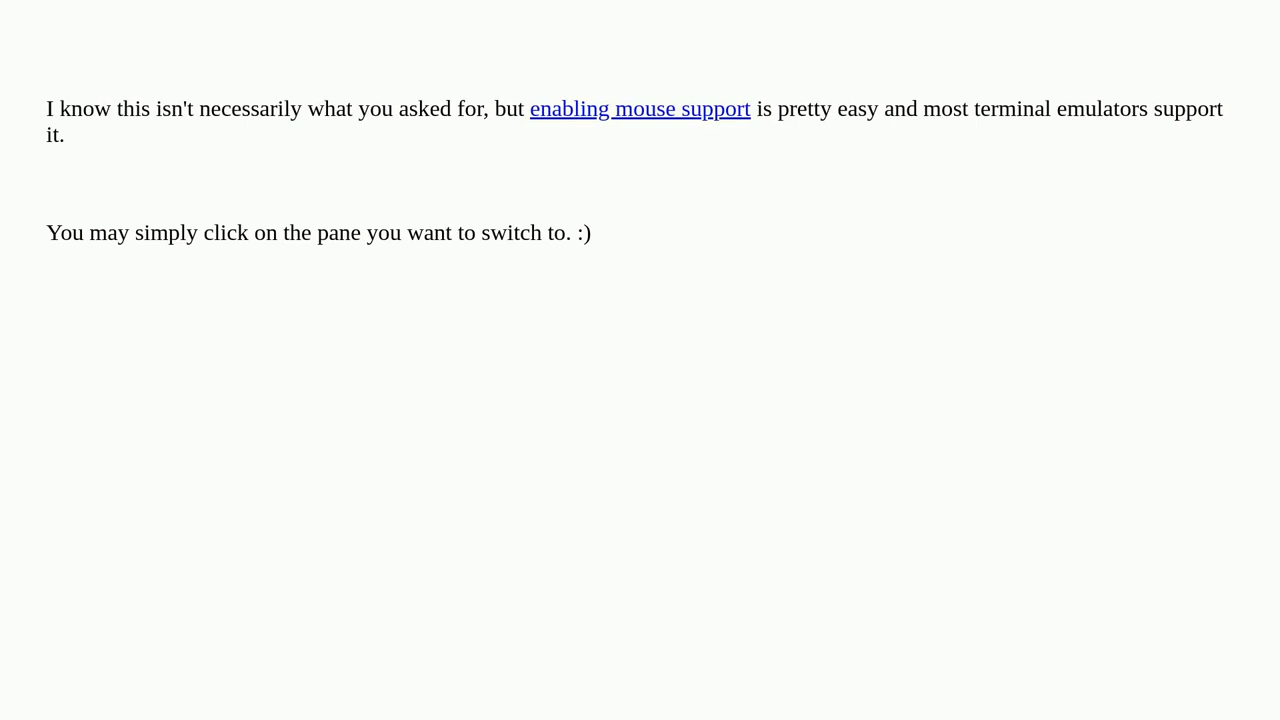 I know this isn't necessarily what you asked for, but enabling mouse support is pretty easy and most terminal emulators support
it.
You may simply click on the pane you want to switch to. :)